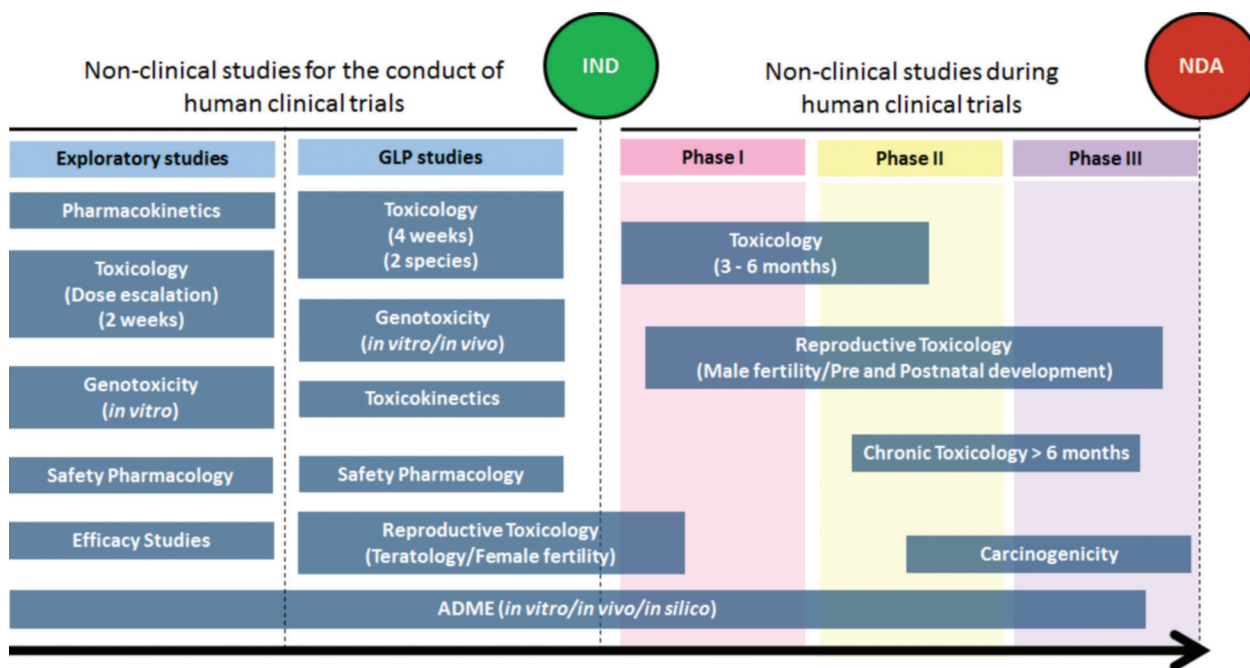 Non-clinical studies for the conduct of
human clinical trials
IND
Non-clinical studies during
human clinical trials
NDA
Exploratory studies
GLP studies
Phase I
Phase II
Phase III
Pharmacokinetics
Toxicology
(Dose escalation)
(2 weeks)
Genotoxicity
(in vitro)
Safety Pharmacology
Efficacy Studies
Toxicology
(4 weeks)
(2 species)
Genotoxicity
(in vitro/in vivo)
Toxicokinectics
Safety Pharmacology
Reproductive Toxicology
(Teratology/Female fertility)
Toxicology
(3 - 6 months)
Reproductive Toxicology
(Male fertility/Pre and Postnatal development)
Chronic Toxicology > 6 months
Carcinogenicity
ADME (in vitro/in vivo/in silico)